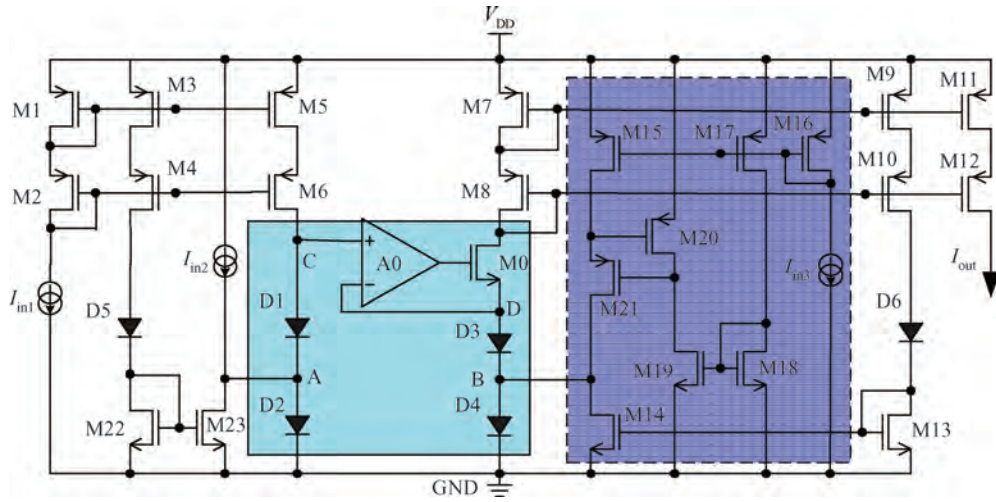 VDD
M1
M3
M5
M7
M9
M11
M15
M17
M16
M2
M4
M6
M8
M10
M12
M20
Iin1
Iin2
C
+
A0
−
M0
M21
Iin3
Iout
D5
D1
D
D3
D6
A
B
M19
M18
M22
M23
D2
D4
M14
M13
GND